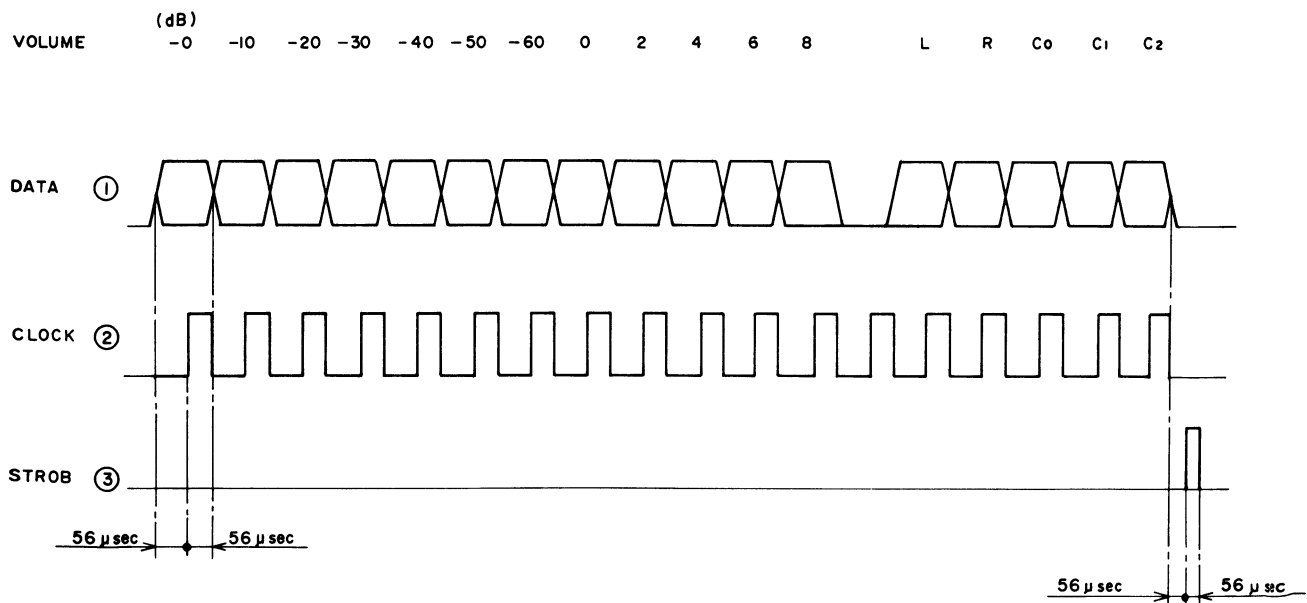 (dB)
VOLUME -0 -10 -20 -30 -40 -50 -60 0 2 4 6 8 L R C0 C1 C2
DATA ①
CLOCK ②
STROB ③
56 μsec 56 μsec
56 μsec 56 μsec